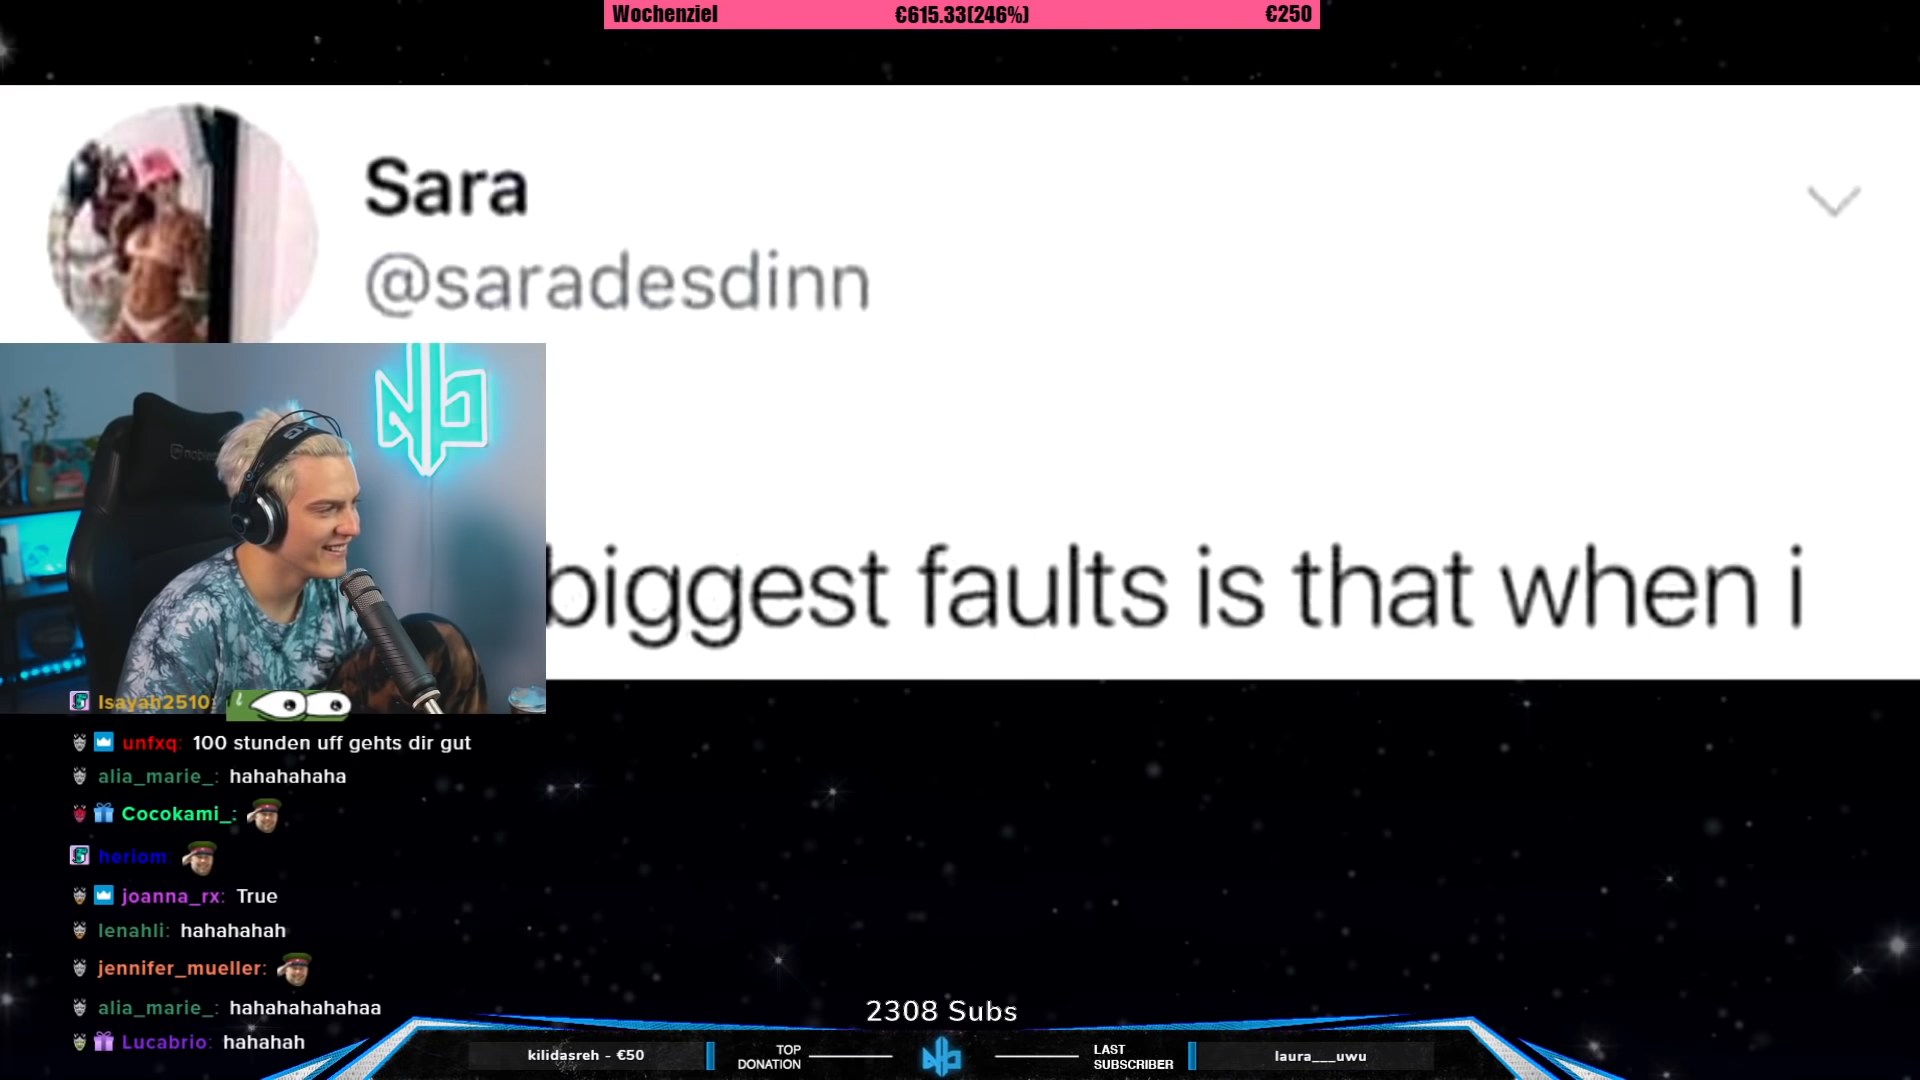 Wochenziel €615.33(246%) €250
Sara
@saradesdinn
biggest faults is that when i
Isayah2510:
unfxq: 100 stunden uff gehts dir gut
alia_marie_: hahahahaha
Cocokami_:
heriom:
joanna_rx: True
lenahli: hahahahah
jennifer_mueller:
alia_marie_: hahahahahahaa
Lucabrio: hahahah
2308 Subs
kilidasreh - €50
TOP
DONATION
LAST
SUBSCRIBER
laura___uwu